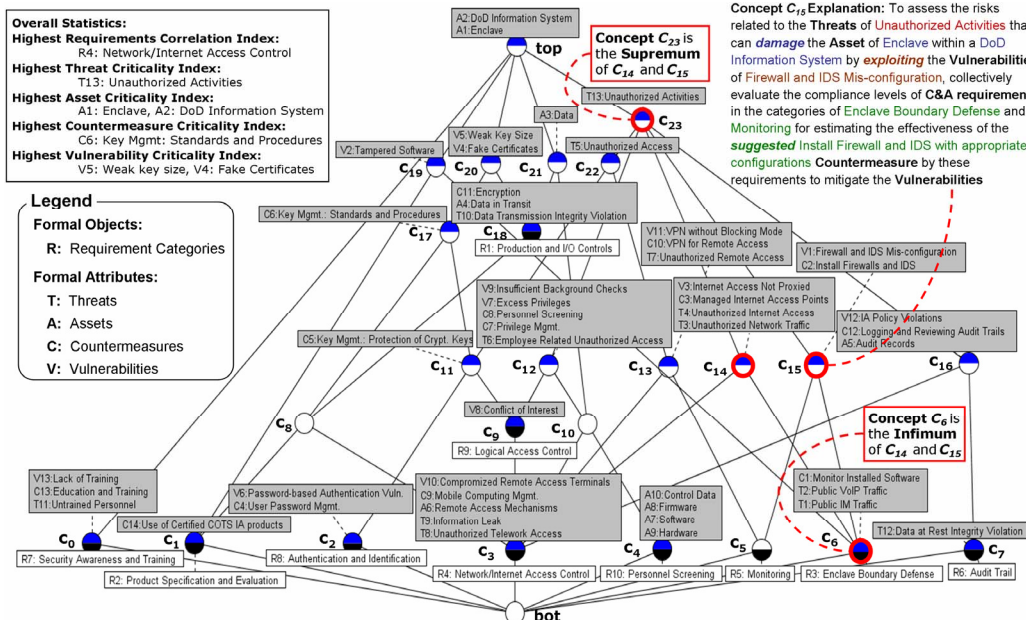 Overall Statistics:
Highest Requirements Correlation Index:
R4: Network/Internet Access Control
Highest Threat Criticality Index:
T13: Unauthorized Activities
Highest Asset Criticality Index:
A1: Enclave, A2: DoD Information System
Highest Countermeasure Criticality Index:
C6: Key Mgmt: Standards and Procedures
Highest Vulnerability Criticality Index:
V5: Weak key size, V4: Fake Certificates
Legend
Formal Objects:
R: Requirement Categories
Formal Attributes:
T: Threats
A: Assets
C: Countermeasures
V: Vulnerabilities
A2:DoD Information System
A1:Enclave
top
Concept C23 is
the Supremum
of C14 and C15
Concept C15 Explanation: To assess the risks
related to the Threats of Unauthorized Activities tha
can damage the Asset of Enclave within a DoD
Information System by exploiting the Vulnerabilitie
of Firewall and IDS Mis-configuration, collectively
evaluate the compliance levels of C&A requiremen
in the categories of Enclave Boundary Defense and
Monitoring for estimating the effectiveness of the
suggested Install Firewall and IDS with appropriate
configurations Countermeasure by these
requirements to mitigate the Vulnerabilities
T13:Unauthorized Activities
C23
A3:Data
V5:Weak Key Size
V4:Fake Certificates
V2:Tampered Software
T5:Unauthorized Access
C19
C20
C21
C22
C11:Encryption
A4:Data in Transit
T10:Data Transmission Integrity Violation
C6:Key Mgmt.: Standards and Procedures
C17
C18
R1: Production and I/O Controls
V11:VPN without Blocking Mode
C10:VPN for Remote Access
T7:Unauthorized Remote Access
V1:Firewall and IDS Mis-configuration
C2:Install Firewalls and IDS
V9:Insufficient Background Checks
V7:Excess Privileges
C8:Personnel Screening
C7:Privilege Mgmt.
T6:Employee Related Unauthorized Access
V3:Internet Access Not Proxied
C3:Managed Internet Access Points
T4:Unauthorized Internet Access
T3:Unauthorized Network Traffic
V12:IA Policy Violations
C12:Logging and Reviewing Audit Trails
A5:Audit Records
C5:Key Mgmt.: Protection of Crypt. Keys
C11
C12
C13
C14
C15
C16
V8:Conflict of Interest
C8
C9
C10
R9: Logical Access Control
Concept C6 is
the Infimum
of C14 and C15
V13:Lack of Training
C13:Education and Training
T11:Untrained Personnel
V6:Password-based Authentication Vuln.
C4:User Password Mgmt.
V10:Compromized Remote Access Terminals
C9:Mobile Computing Mgmt.
A6:Remote Access Mechanisms
T9:Information Leak
T8:Unauthorized Telework Access
A10:Control Data
A8:Firmware
A7:Software
A9:Hardware
C1:Monitor Installed Software
T2:Public VoIP Traffic
T1:Public IM Traffic
C14:Use of Certified COTS IA products
T12:Data at Rest Integrity Violation
C0
C1
C2
C3
C4
C5
C6
C7
R7: Security Awareness and Training
R8: Authentication and Identification
R2: Product Specification and Evaluation
R4: Network/Internet Access Control
R10: Personnel Screening
R5: Monitoring
R3: Enclave Boundary Defense
R6: Audit Trail
bot